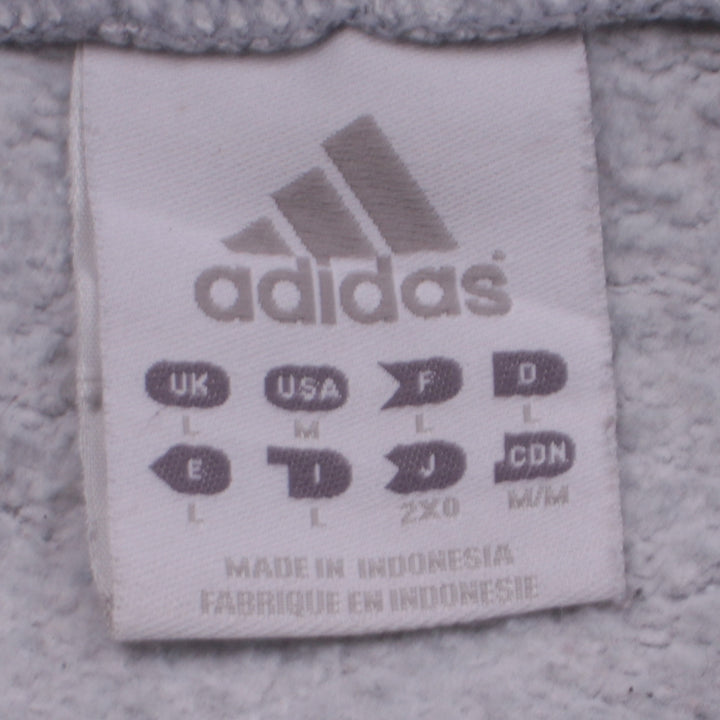 adidas
UK USA F D
L M L L
E I J CDN
L L 2XO M/M
MADE IN INDONESIA
FABRIQUE EN INDONESIE